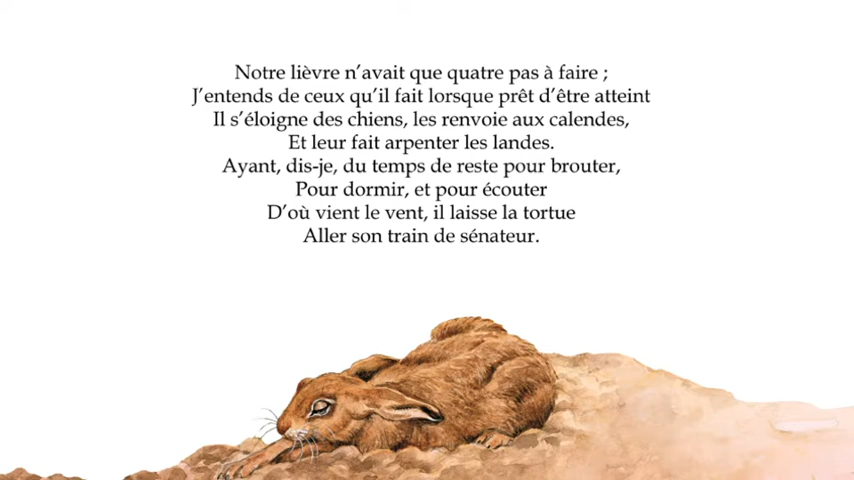 Notre lièvre n’avait que quatre pas à faire ;
J’entends de ceux qu’il fait lorsque prêt d’être atteint
Il s’éloigne des chiens, les renvoie aux calendes,
Et leur fait arpenter les landes.
Ayant, dis-je, du temps de reste pour brouter,
Pour dormir, et pour écouter
D’où vient le vent, il laisse la tortue
Aller son train de sénateur.